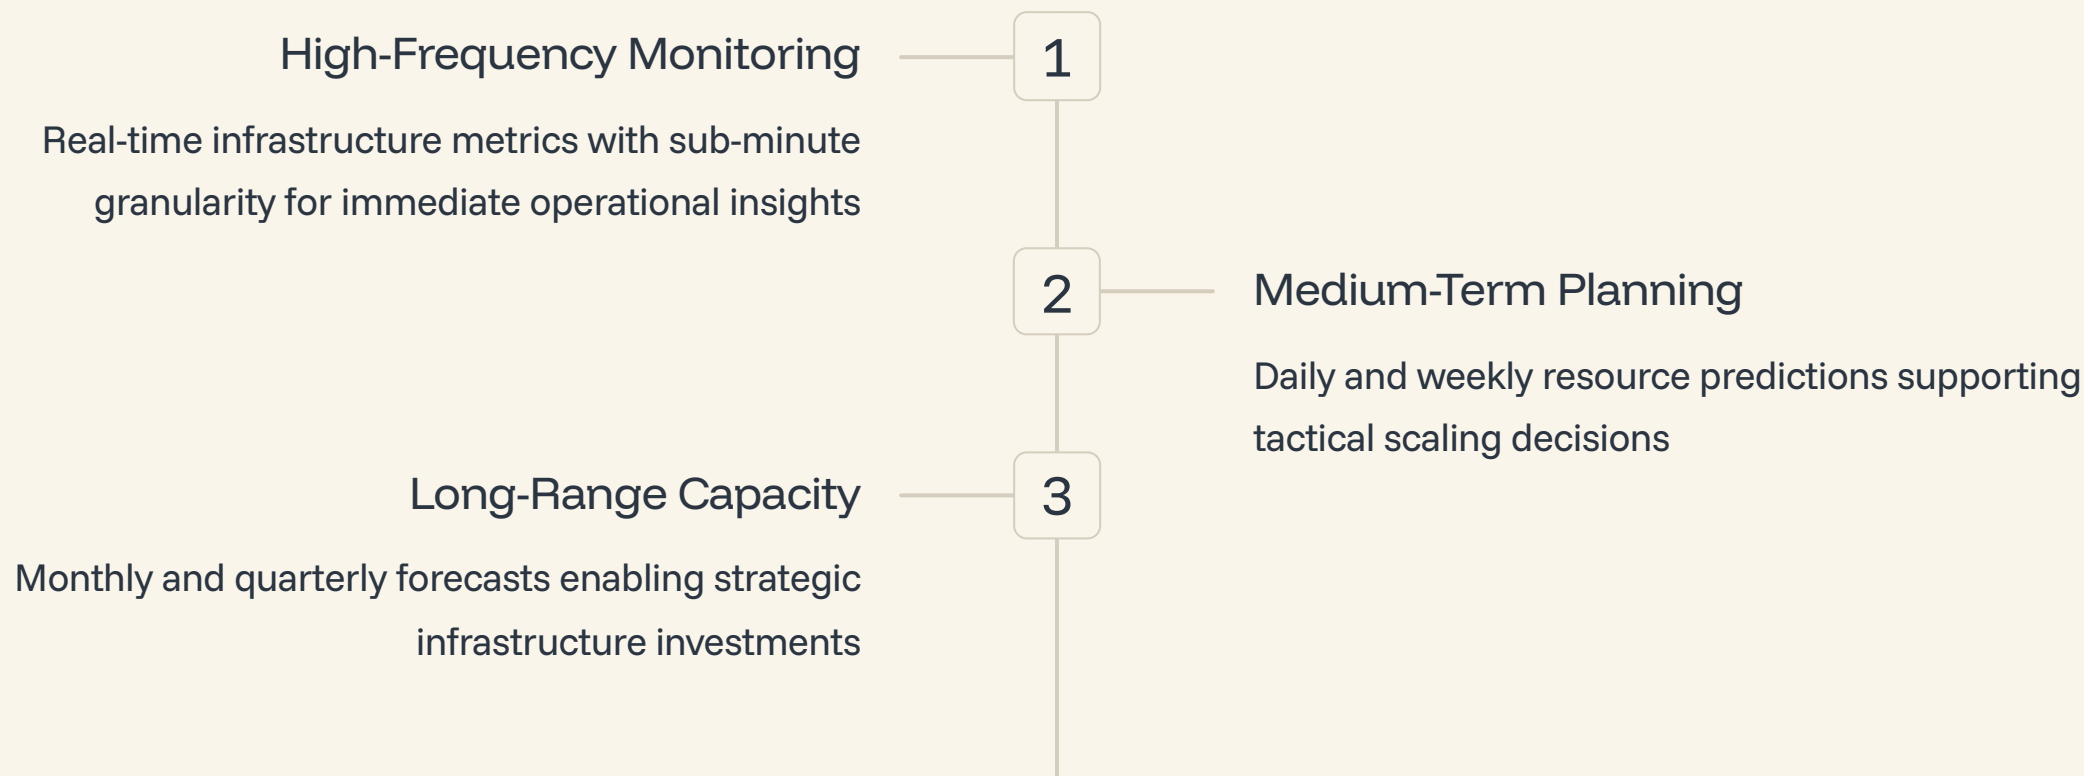 High-Frequency Monitoring
1
Real-time infrastructure metrics with sub-minute
granularity for immediate operational insights
2
Medium-Term Planning
Daily and weekly resource predictions supporting
tactical scaling decisions
Long-Range Capacity
3
Monthly and quarterly forecasts enabling strategic
infrastructure investments